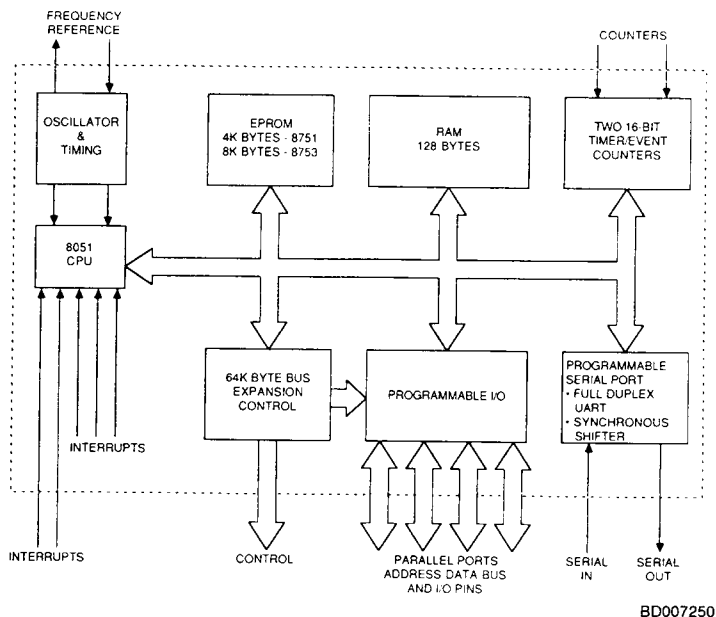 FREQUENCY
REFERENCE
COUNTERS
OSCILLATOR
&
TIMING
EPROM
4K BYTES - 8751
8K BYTES - 8753
RAM
128 BYTES
TWO 16-BIT
TIMER/EVENT
COUNTERS
8051
CPU
64K BYTE BUS
EXPANSION
CONTROL
PROGRAMMABLE I/O
PROGRAMMABLE
SERIAL PORT
• FULL DUPLEX
UART
• SYNCHRONOUS
SHIFTER
INTERRUPTS
INTERRUPTS
CONTROL
PARALLEL PORTS
ADDRESS DATA BUS
AND I/O PINS
SERIAL
IN
SERIAL
OUT
BD007250